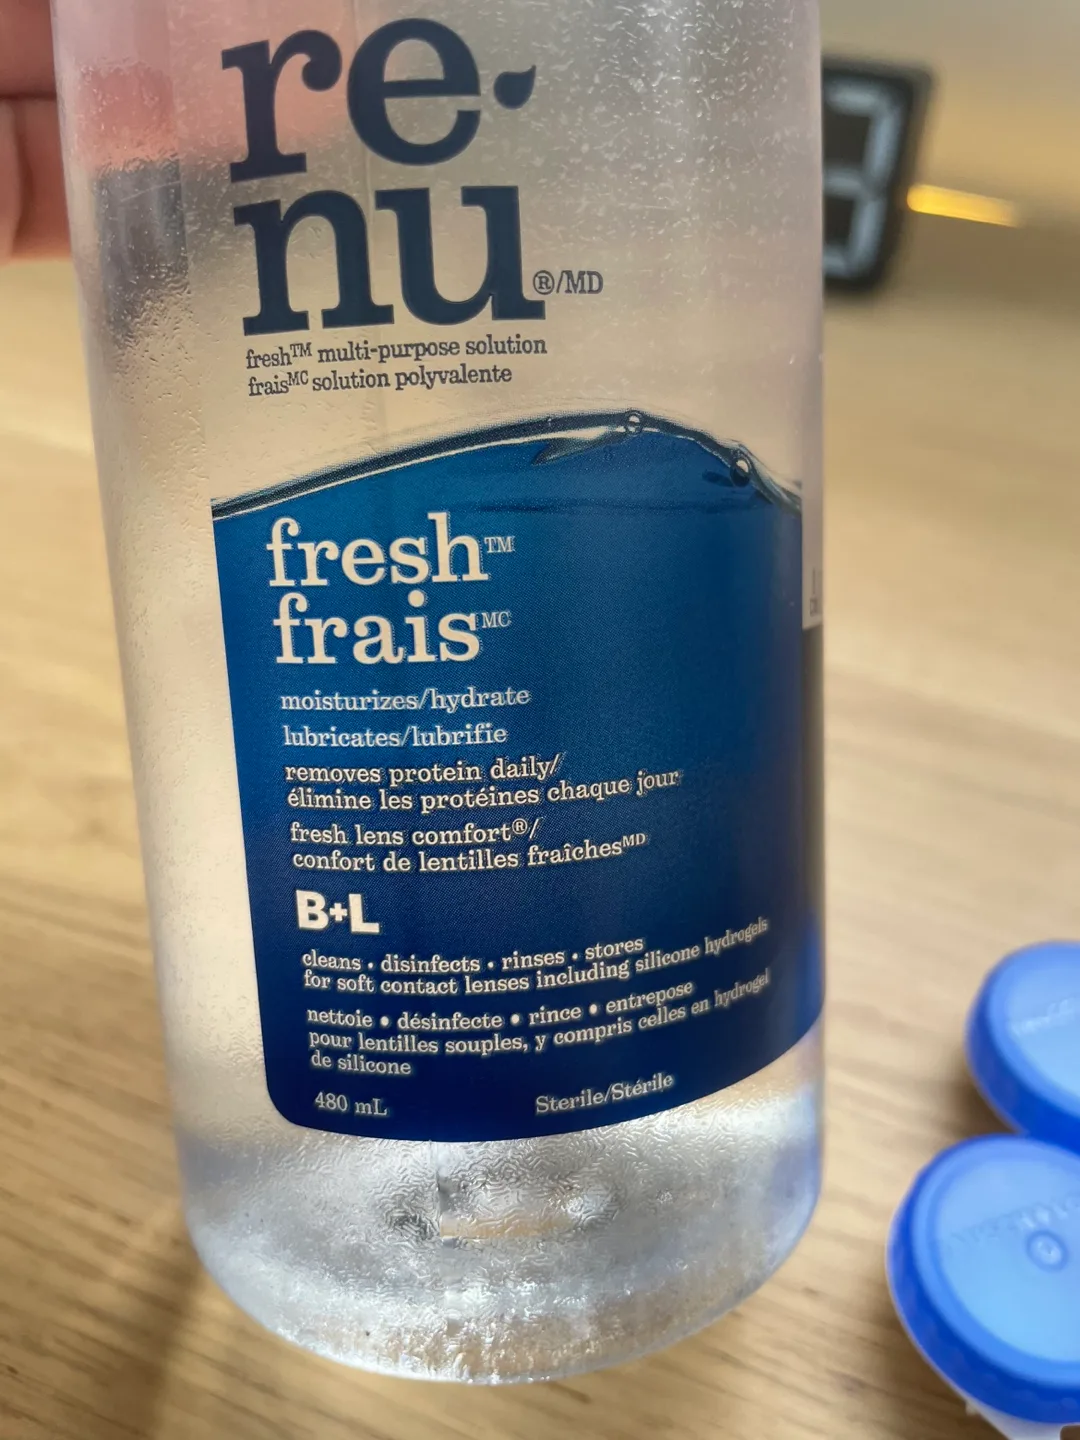 re·
nu®/MD
fresh™ multi-purpose solution
frais MC solution polyvalente
fresh™
frais MC
moisturizes/hydrate
lubricates/lubrifie
removes protein daily/
élimine les protéines chaque jour
fresh lens comfort®/
confort de lentilles fraîches MD
B+L
cleans • disinfects • rinses • stores
for soft contact lenses including silicone hydrogels
nettoie • désinfecte • rince • entrepose
pour lentilles souples, y compris celles en hydrogel
de silicone
480 mL
Sterile/Stérile